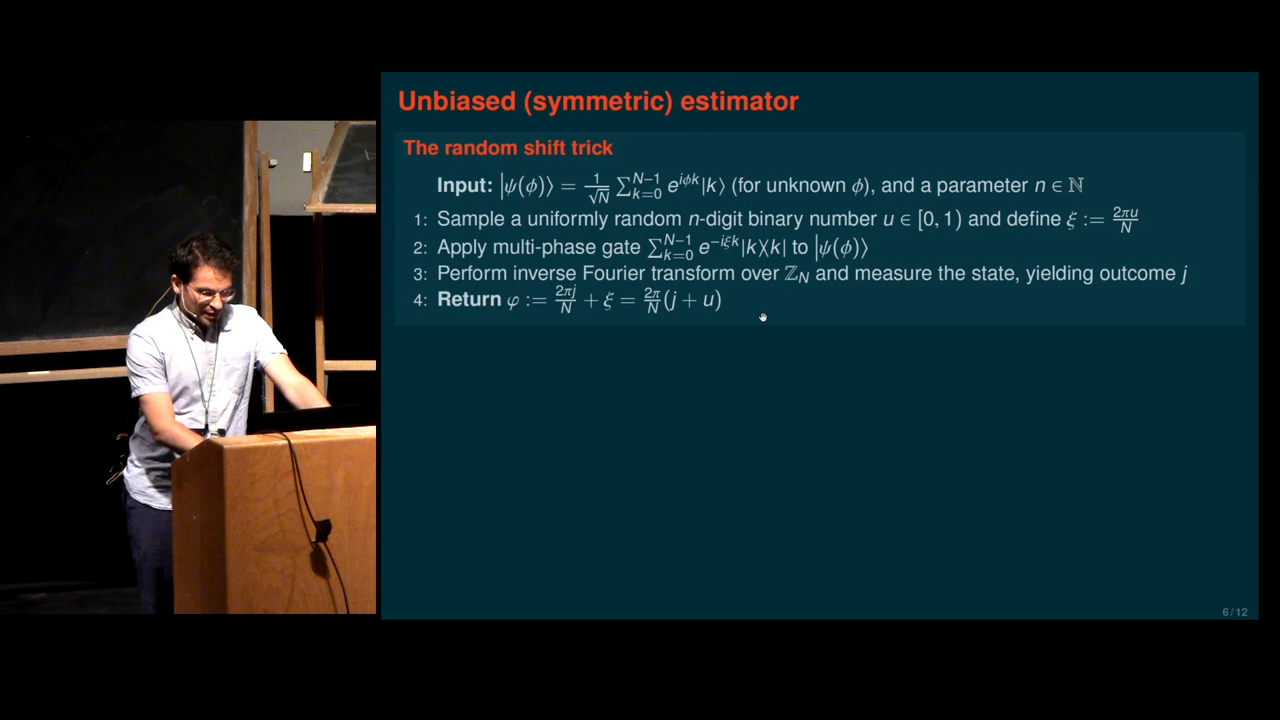 Unbiased (symmetric) estimator
The random shift trick
Input: |ψ(ϕ)⟩ = 1/√N ∑_{k=0}^{N−1} e^{iϕk}|k⟩ (for unknown ϕ), and a parameter n ∈ ℕ
1: Sample a uniformly random n-digit binary number u ∈ [0, 1) and define ξ := 2πu/N
2: Apply multi-phase gate ∑_{k=0}^{N−1} e^{−iξk}|k⟩⟨k| to |ψ(ϕ)⟩
3: Perform inverse Fourier transform over ℤ_N and measure the state, yielding outcome j
4: Return φ := 2πj/N + ξ = 2π/N (j + u)
6 / 12